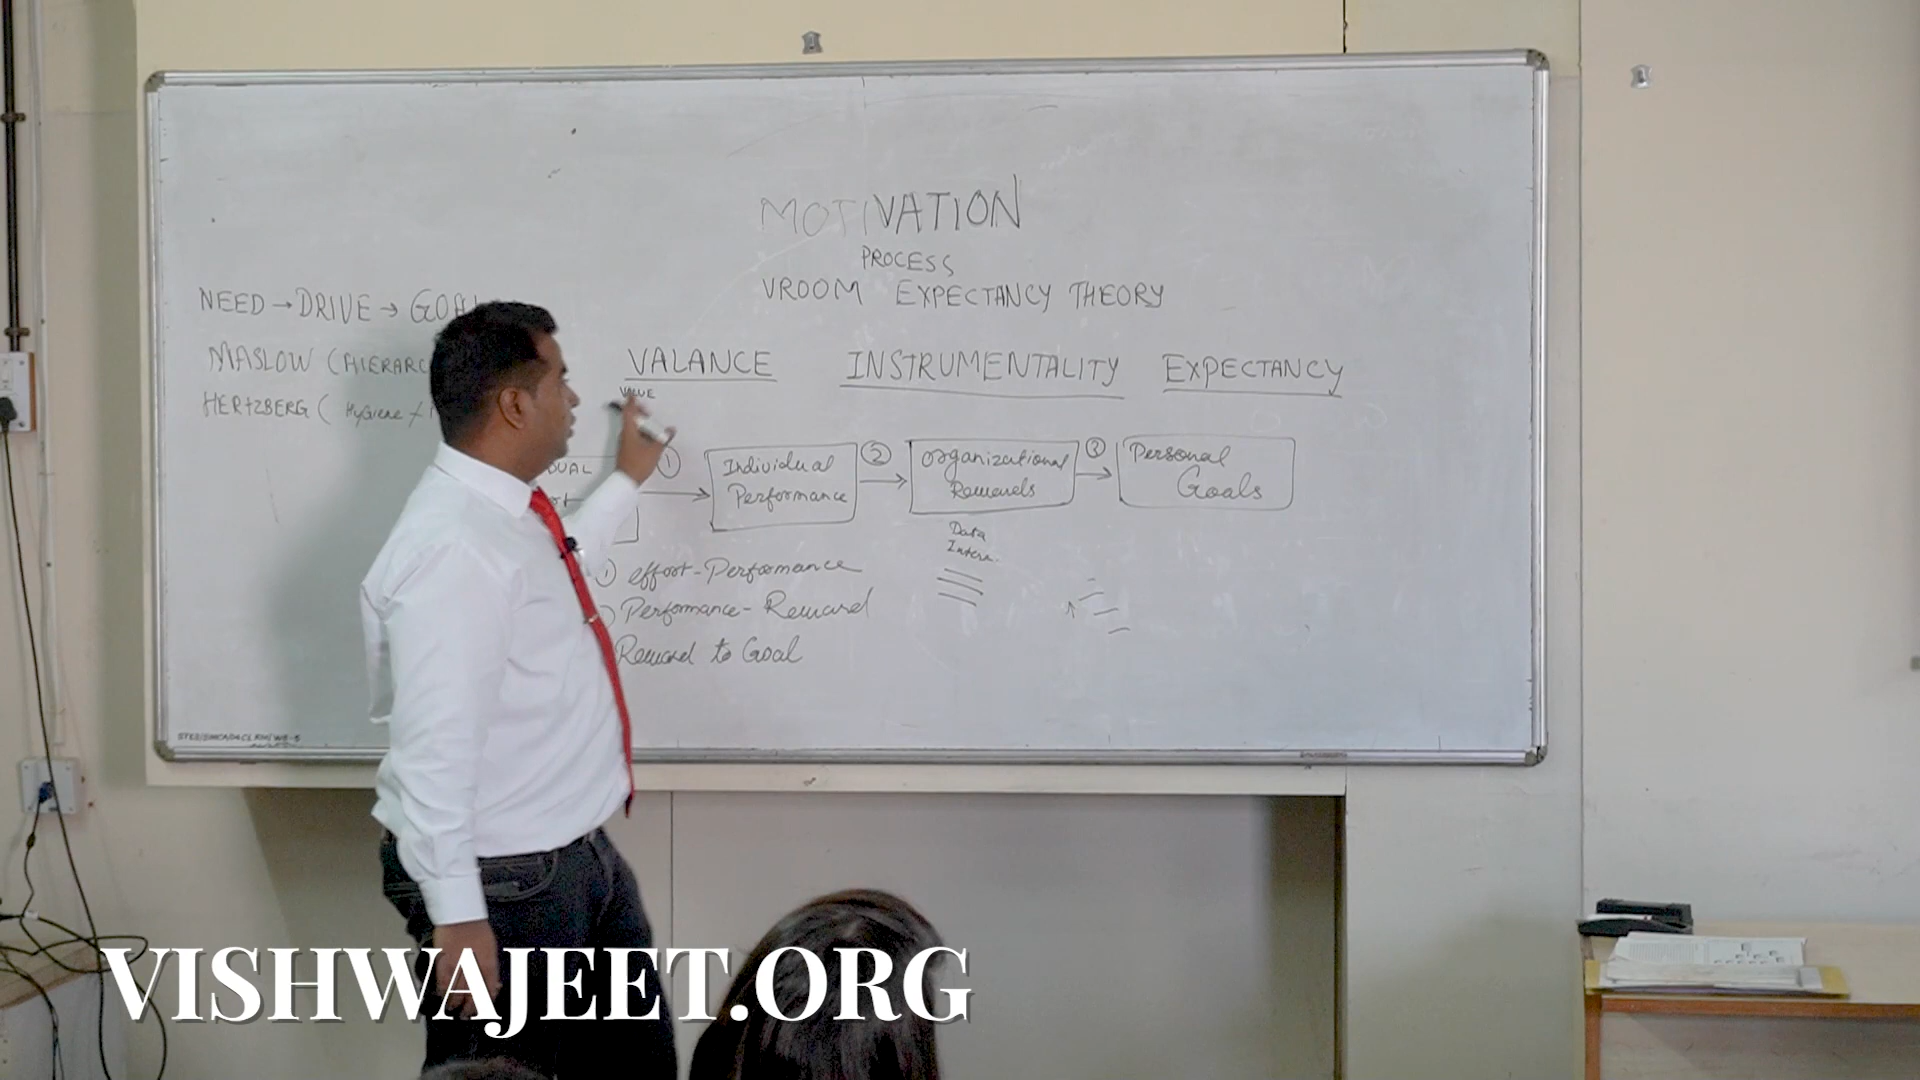 MOTIVATION
PROCESS
VROOM EXPECTANCY THEORY
NEED → DRIVE → GOAL
MASLOW (HIERARC
HERTZBERG ( Hygiene
VALANCE INSTRUMENTALITY EXPECTANCY
VALUE
① Individual Performance
② Organizational Rewards
③ Personal Goals
Data
① effort-Performance
Performance-Reward
Reward to Goal
VISHWAJEET.ORG